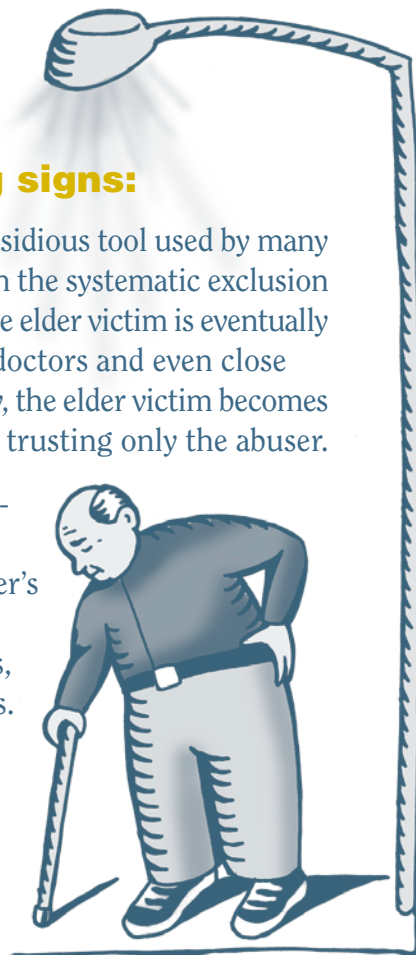 g signs:
sidious tool used by many
n the systematic exclusion
e elder victim is eventually
doctors and even close
, the elder victim becomes
trusting only the abuser.
-
er's
s,
s.